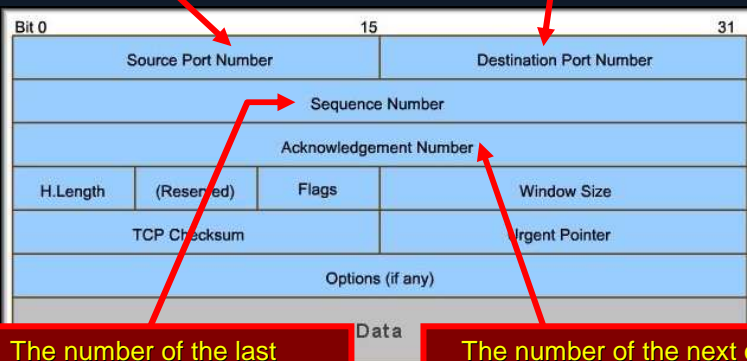 Bit 0 15 31
Source Port Number Destination Port Number
Sequence Number
Acknowledgement Number
H.Length (Reserved) Flags Window Size
TCP Checksum Urgent Pointer
Options (if any)
Data
The number of the last The number of the next